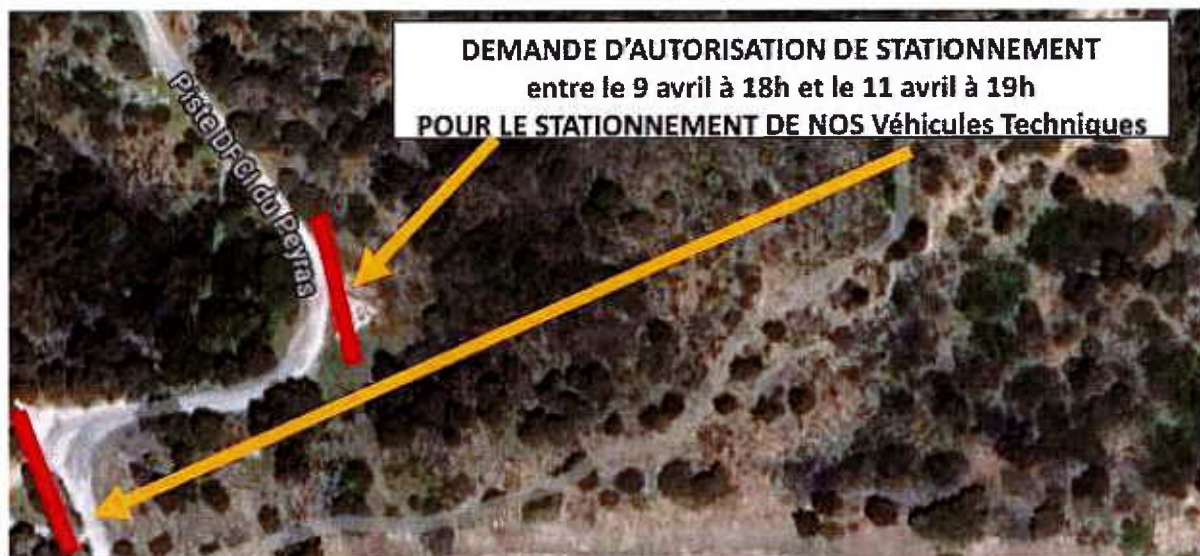 DEMANDE D'AUTORISATION DE STATIONNEMENT
entre le 9 avril à 18h et le 11 avril à 19h
POUR LE STATIONNEMENT DE NOS Véhicules Techniques
Piste DFCI du Peyras